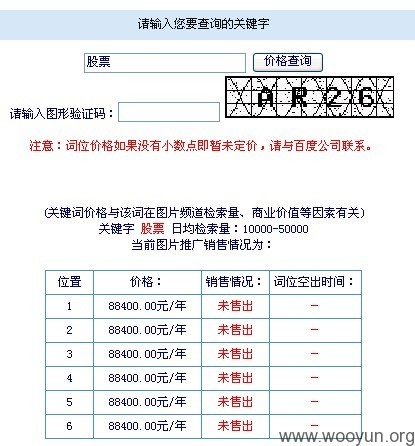 请输入您要查询的关键字
股票 价格查询
请输入图形验证码： AR26
注意：词位价格如果没有小数点即暂未定价，请与百度公司联系。
(关键词价格与该词在图片频道检索量、商业价值等因素有关)
关键字 股票 日均检索量：10000-50000
当前图片推广销售情况为：
位置 价格： 销售情况： 词位空出时间：
1 88400.00元/年 未售出 －
2 88400.00元/年 未售出 －
3 88400.00元/年 未售出 －
4 88400.00元/年 未售出 －
5 88400.00元/年 未售出 －
6 88400.00元/年 未售出 －
www.wooyun.org